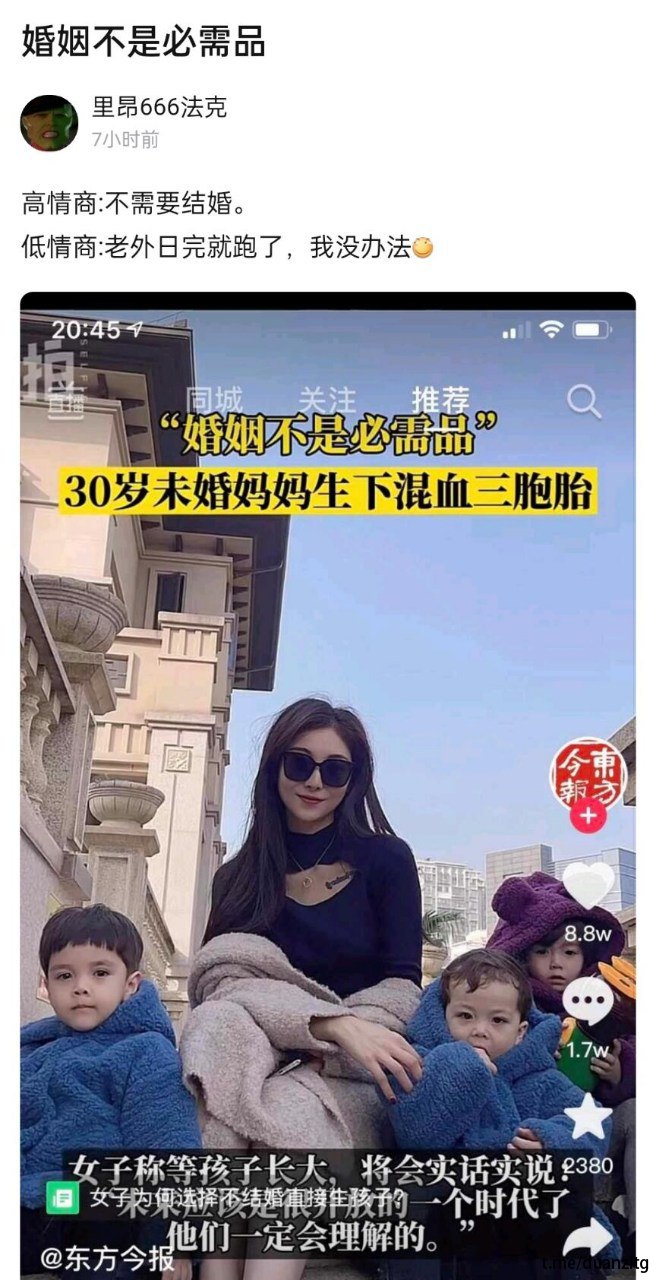 婚姻不是必需品
里昂666法克
7小时前
高情商:不需要结婚。
低情商:老外日完就跑了，我没办法
20:45
拍
SELF
直播
同城 关注 推荐
“婚姻不是必需品”
30岁未婚妈妈生下混血三胞胎
東方今報
8.8w
1.7w
2380
女子称等孩子长大，将会实话实说：
女子为何选择不结婚直接生孩子?
“未来应该是很开放的一个时代了
他们一定会理解的。”
@东方今报
t.me/duanzitg